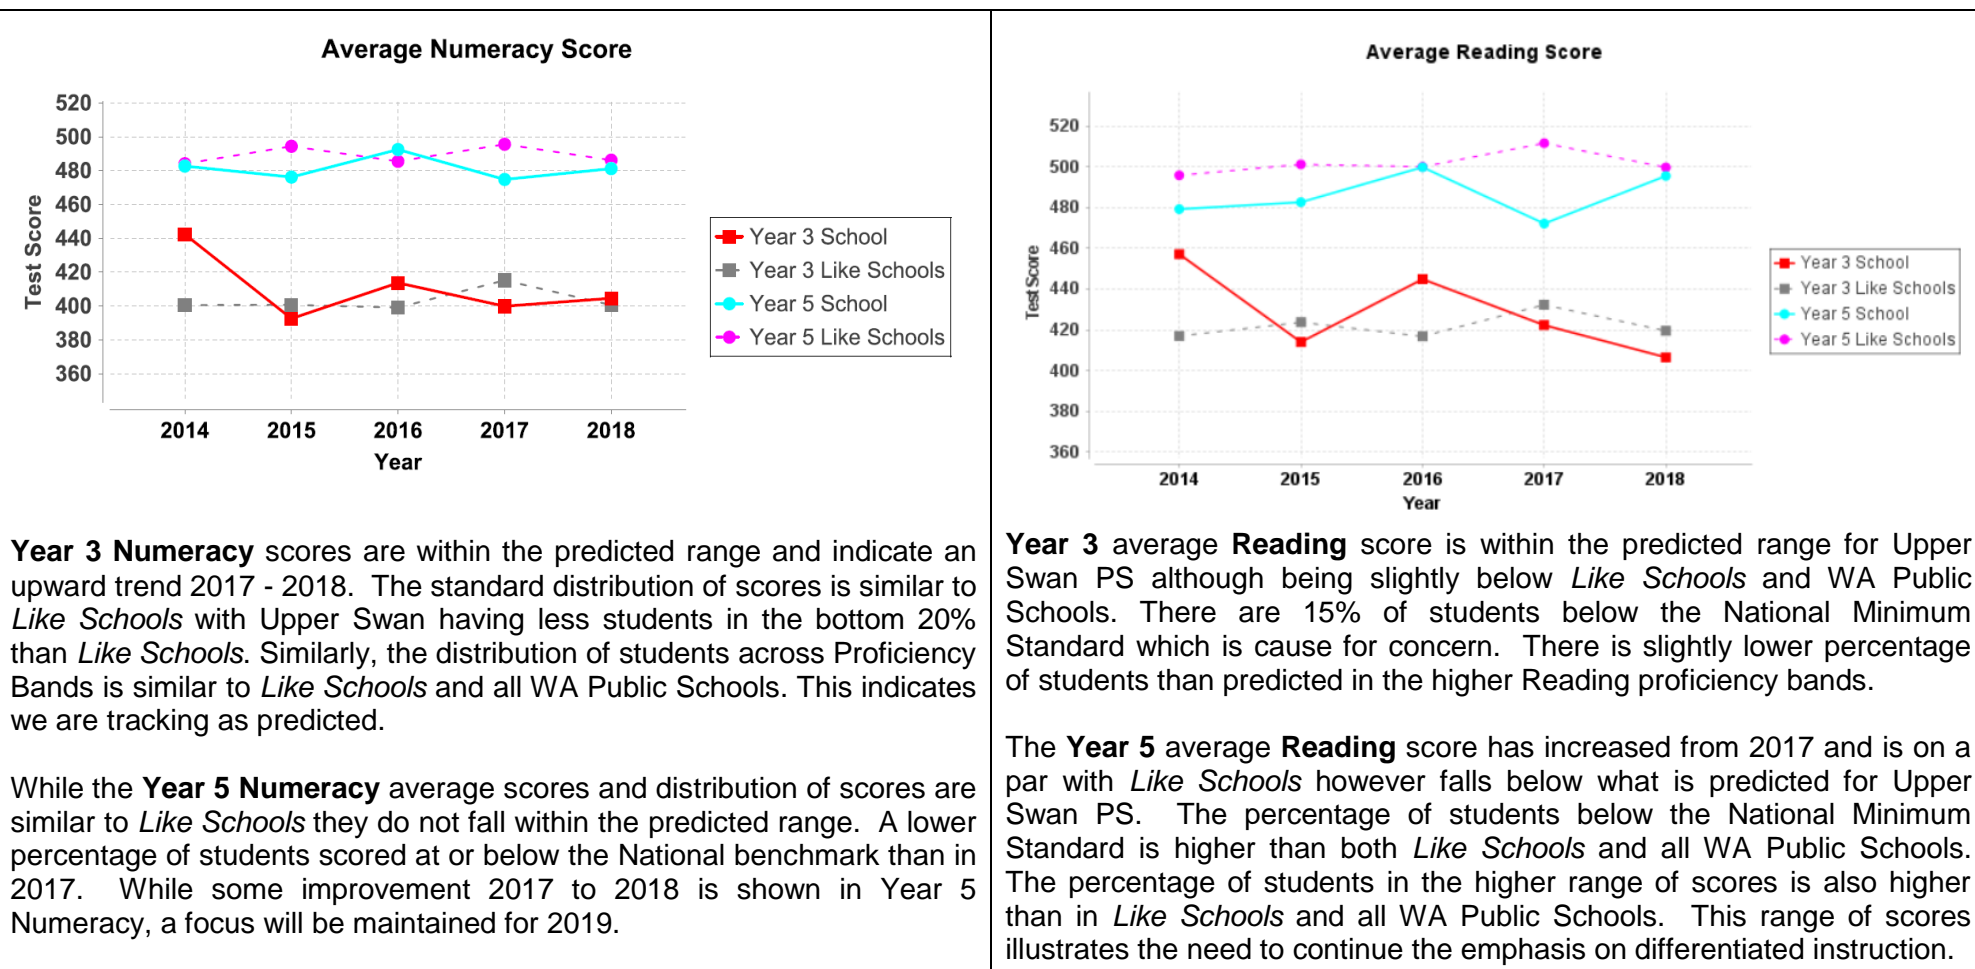 Average Numeracy Score
520
500
480
460
440
420
400
380
360
Test Score
2014 2015 2016 2017 2018
Year
Year 3 School
Year 3 Like Schools
Year 5 School
Year 5 Like Schools
Year 3 Numeracy scores are within the predicted range and indicate an
upward trend 2017 - 2018. The standard distribution of scores is similar to
Like Schools with Upper Swan having less students in the bottom 20%
than Like Schools. Similarly, the distribution of students across Proficiency
Bands is similar to Like Schools and all WA Public Schools. This indicates
we are tracking as predicted.
While the Year 5 Numeracy average scores and distribution of scores are
similar to Like Schools they do not fall within the predicted range. A lower
percentage of students scored at or below the National benchmark than in
2017. While some improvement 2017 to 2018 is shown in Year 5
Numeracy, a focus will be maintained for 2019.
Average Reading Score
520
500
480
460
440
420
400
380
360
Test Score
2014 2015 2016 2017 2018
Year
Year 3 School
Year 3 Like Schools
Year 5 School
Year 5 Like Schools
Year 3 average Reading score is within the predicted range for Upper
Swan PS although being slightly below Like Schools and WA Public
Schools. There are 15% of students below the National Minimum
Standard which is cause for concern. There is slightly lower percentage
of students than predicted in the higher Reading proficiency bands.
The Year 5 average Reading score has increased from 2017 and is on a
par with Like Schools however falls below what is predicted for Upper
Swan PS. The percentage of students below the National Minimum
Standard is higher than both Like Schools and all WA Public Schools.
The percentage of students in the higher range of scores is also higher
than in Like Schools and all WA Public Schools. This range of scores
illustrates the need to continue the emphasis on differentiated instruction.